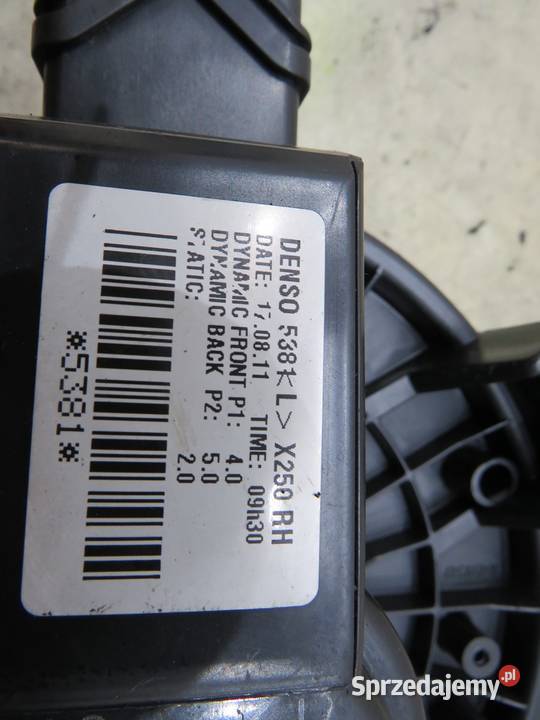 DENSO 5381< L > X250 RH
DATE: 17.08.11 TIME: 09h30
DYNAMIC FRONT P1: 4.0
DYNAMIC BACK P2: 5.0
STATIC: 2.0
*5381*
Sprzedajemy.pl